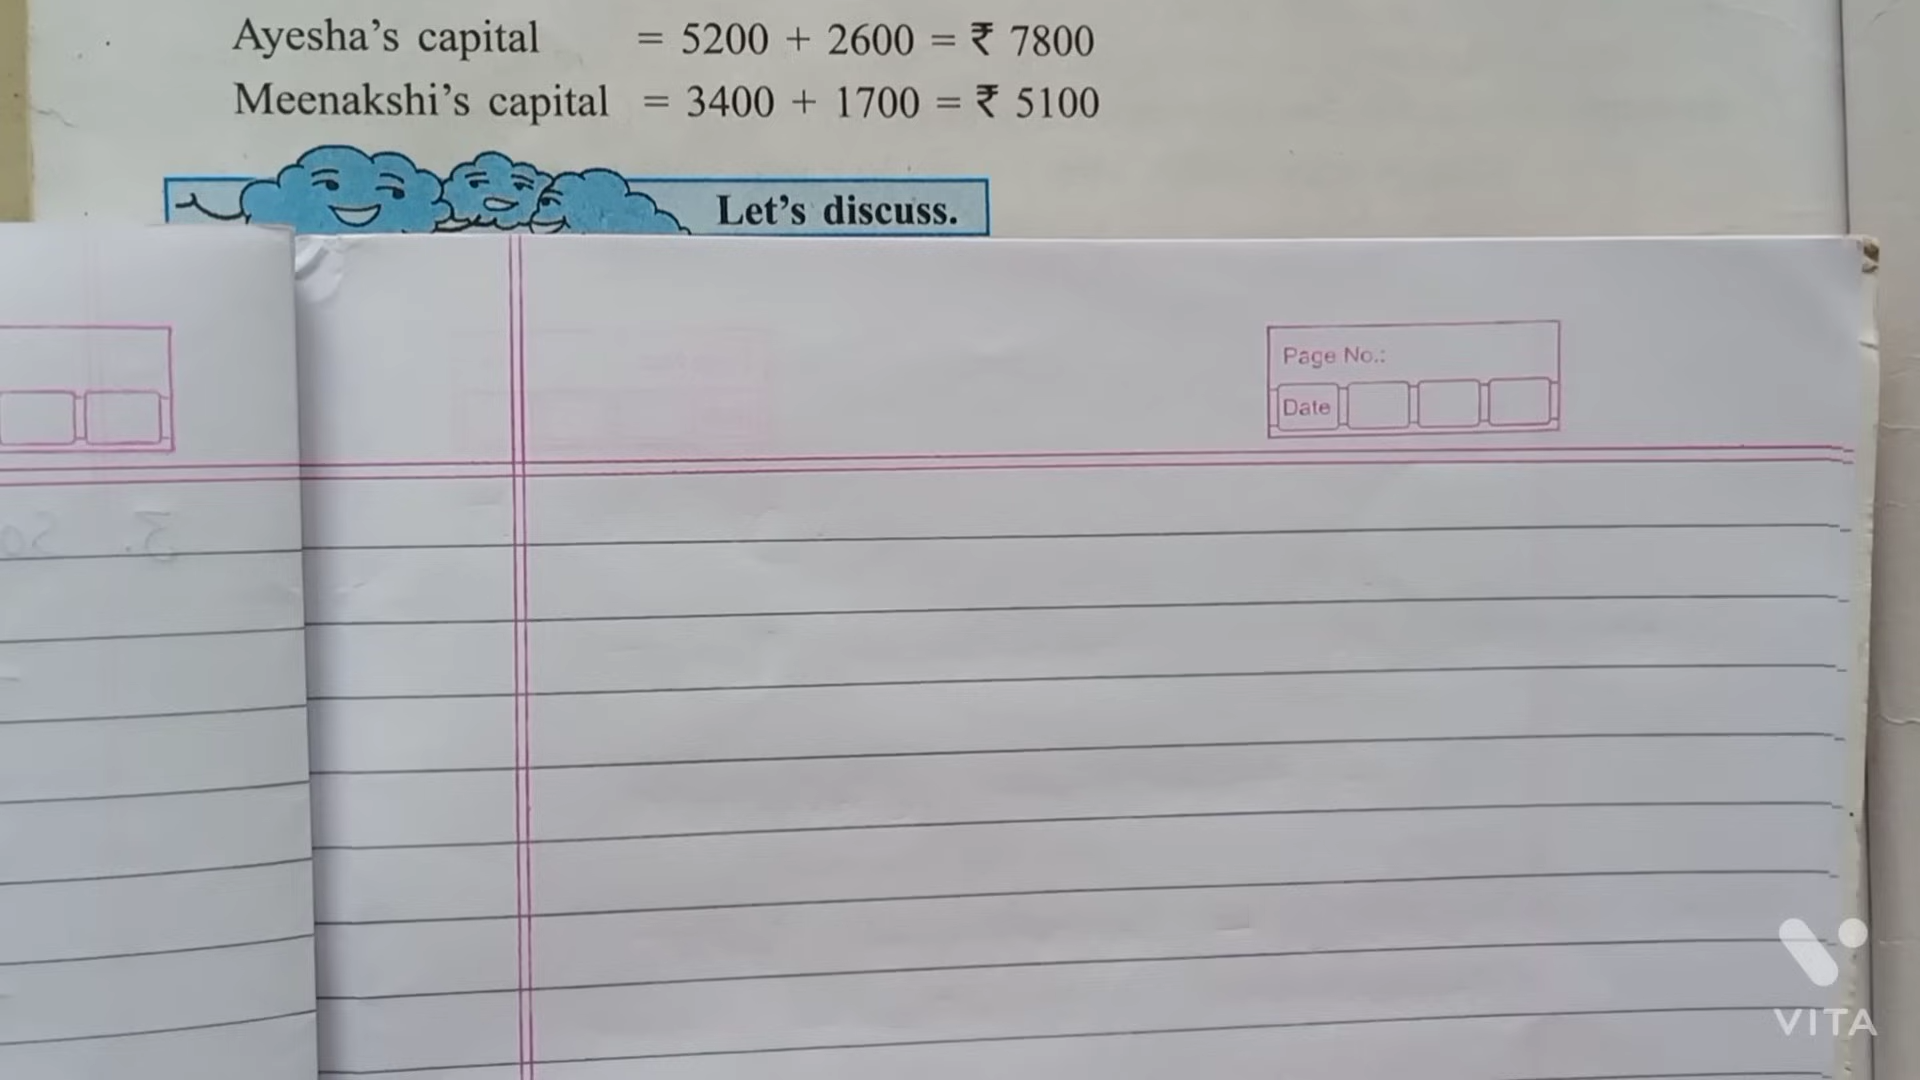 Ayesha's capital = 5200 + 2600 = ₹ 7800
Meenakshi's capital = 3400 + 1700 = ₹ 5100
Let's discuss.
Page No.:
Date
VITA